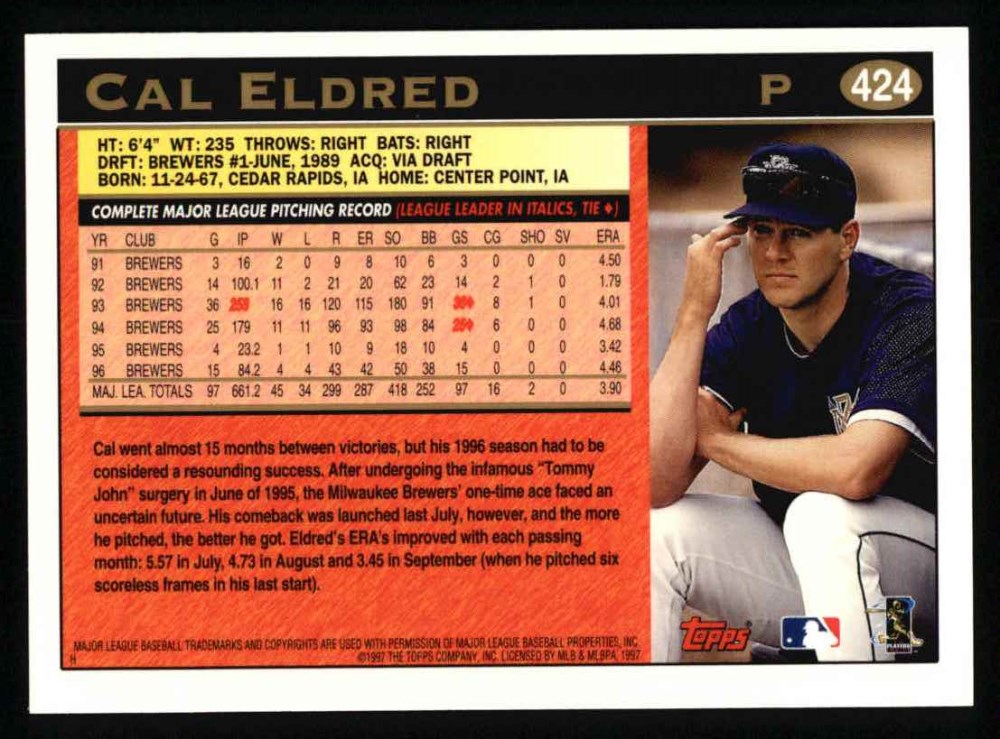 CAL ELDRED P 424
HT: 6'4" WT: 235 THROWS: RIGHT BATS: RIGHT
DRFT: BREWERS #1-JUNE, 1989 ACQ: VIA DRAFT
BORN: 11-24-67, CEDAR RAPIDS, IA HOME: CENTER POINT, IA
COMPLETE MAJOR LEAGUE PITCHING RECORD (LEAGUE LEADER IN ITALICS, TIE ♦)
YR CLUB G IP W L R ER SO BB GS CG SHO SV ERA
91 BREWERS 3 16 2 0 9 8 10 6 3 0 0 0 4.50
92 BREWERS 14 100.1 11 2 21 20 62 23 14 2 1 0 1.79
93 BREWERS 36 258 16 16 120 115 180 91 36♦ 8 1 0 4.01
94 BREWERS 25 179 11 11 96 93 98 84 25♦ 6 0 0 4.68
95 BREWERS 4 23.2 1 1 10 9 18 10 4 0 0 0 3.42
96 BREWERS 15 84.2 4 4 43 42 50 38 15 0 0 0 4.46
MAJ. LEA. TOTALS 97 661.2 45 34 299 287 418 252 97 16 2 0 3.90
Cal went almost 15 months between victories, but his 1996 season had to be
considered a resounding success. After undergoing the infamous "Tommy
John" surgery in June of 1995, the Milwaukee Brewers' one-time ace faced an
uncertain future. His comeback was launched last July, however, and the more
he pitched, the better he got. Eldred's ERA's improved with each passing
month: 5.57 in July, 4.73 in August and 3.45 in September (when he pitched six
scoreless frames in his last start).
TOPPS®
MAJOR LEAGUE BASEBALL TRADEMARKS AND COPYRIGHTS ARE USED WITH PERMISSION OF MAJOR LEAGUE BASEBALL PROPERTIES, INC.
H ©1997 THE TOPPS COMPANY, INC. LICENSED BY MLB & MLBPA, 1997